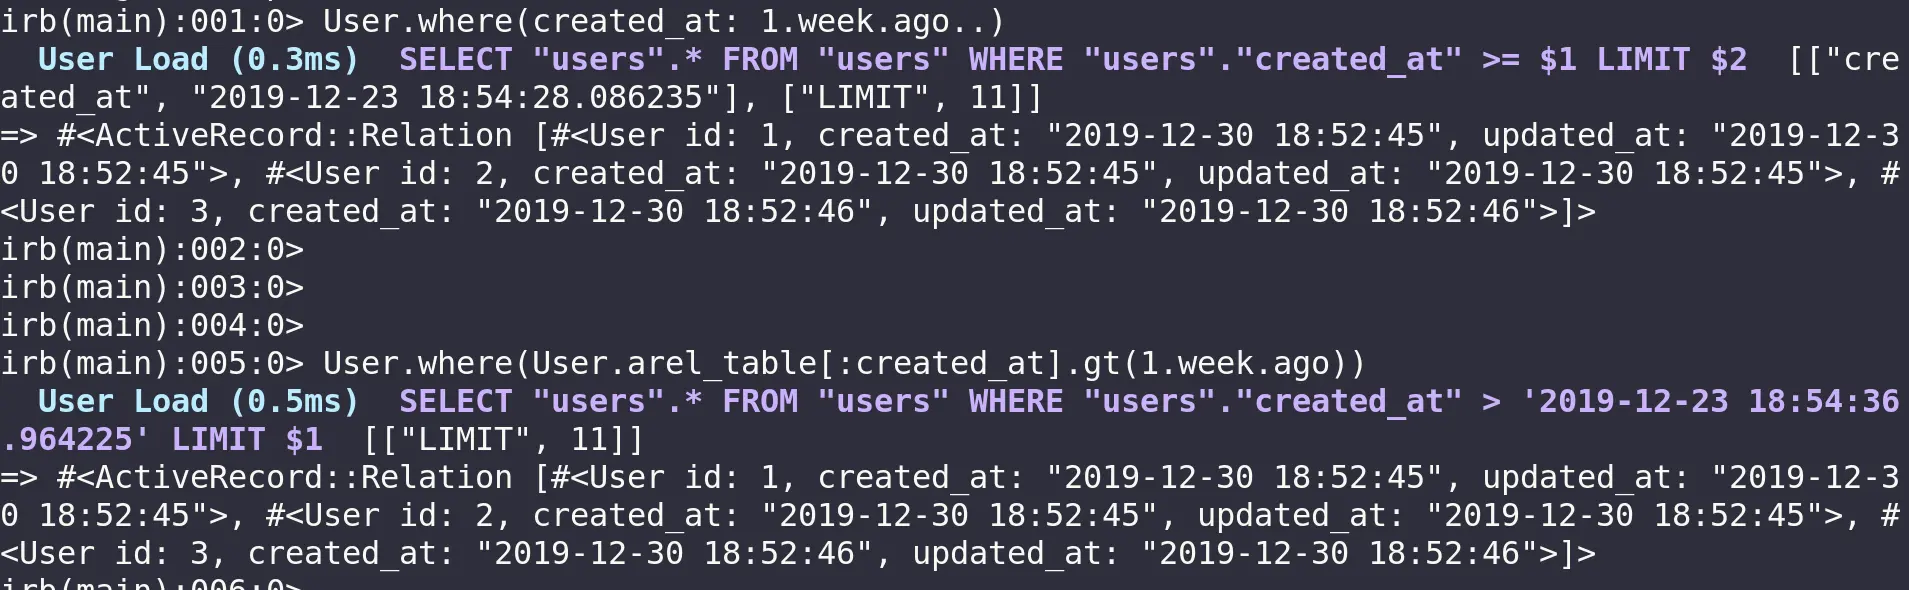 irb(main):001:0> User.where(created_at: 1.week.ago..)
  User Load (0.3ms)  SELECT "users".* FROM "users" WHERE "users"."created_at" >= $1 LIMIT $2  [["cre
ated_at", "2019-12-23 18:54:28.086235"], ["LIMIT", 11]]
=> #<ActiveRecord::Relation [#<User id: 1, created_at: "2019-12-30 18:52:45", updated_at: "2019-12-3
0 18:52:45">, #<User id: 2, created_at: "2019-12-30 18:52:45", updated_at: "2019-12-30 18:52:45">, #
<User id: 3, created_at: "2019-12-30 18:52:46", updated_at: "2019-12-30 18:52:46">]>
irb(main):002:0>
irb(main):003:0>
irb(main):004:0>
irb(main):005:0> User.where(User.arel_table[:created_at].gt(1.week.ago))
  User Load (0.5ms)  SELECT "users".* FROM "users" WHERE "users"."created_at" > '2019-12-23 18:54:36
.964225' LIMIT $1  [["LIMIT", 11]]
=> #<ActiveRecord::Relation [#<User id: 1, created_at: "2019-12-30 18:52:45", updated_at: "2019-12-3
0 18:52:45">, #<User id: 2, created_at: "2019-12-30 18:52:45", updated_at: "2019-12-30 18:52:45">, #
<User id: 3, created_at: "2019-12-30 18:52:46", updated_at: "2019-12-30 18:52:46">]>
irb(main):006:0>